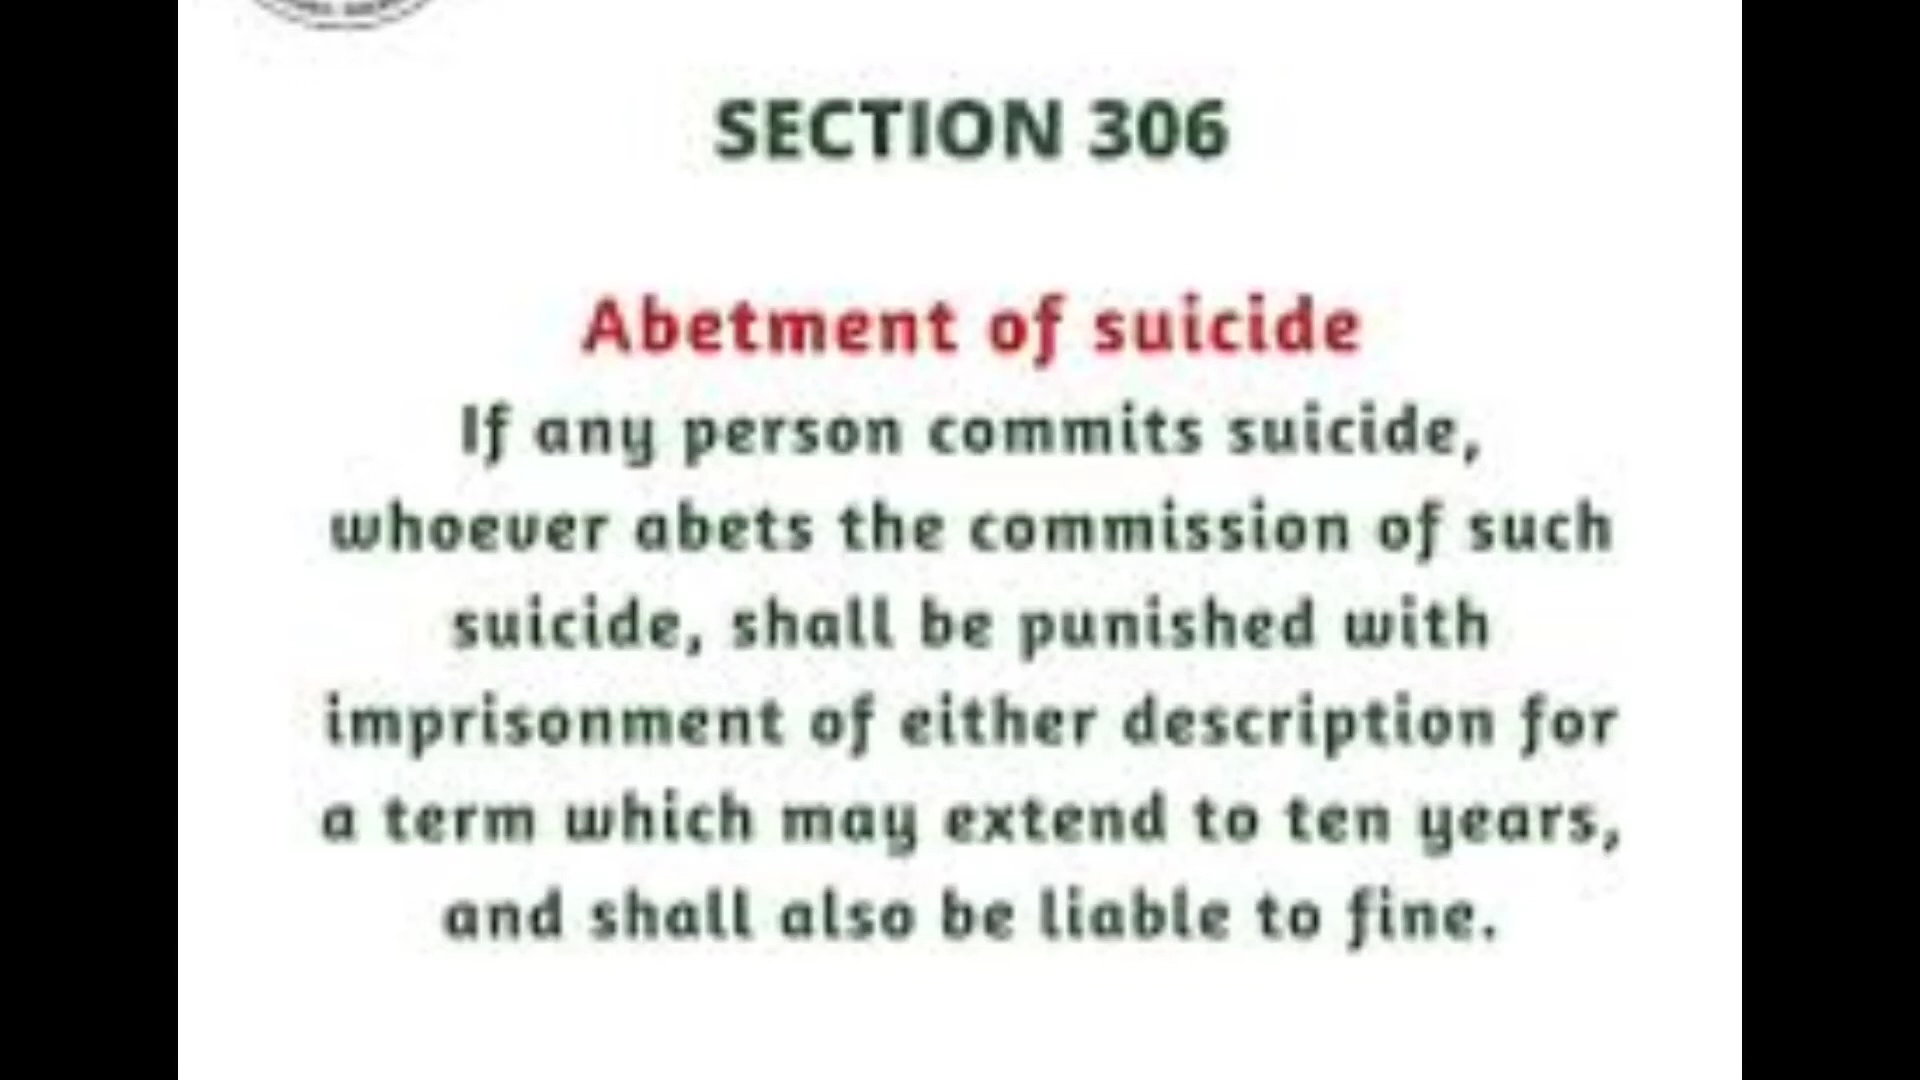 SECTION 306
Abetment of suicide
If any person commits suicide,
whoever abets the commission of such
suicide, shall be punished with
imprisonment of either description for
a term which may extend to ten years,
and shall also be liable to fine.